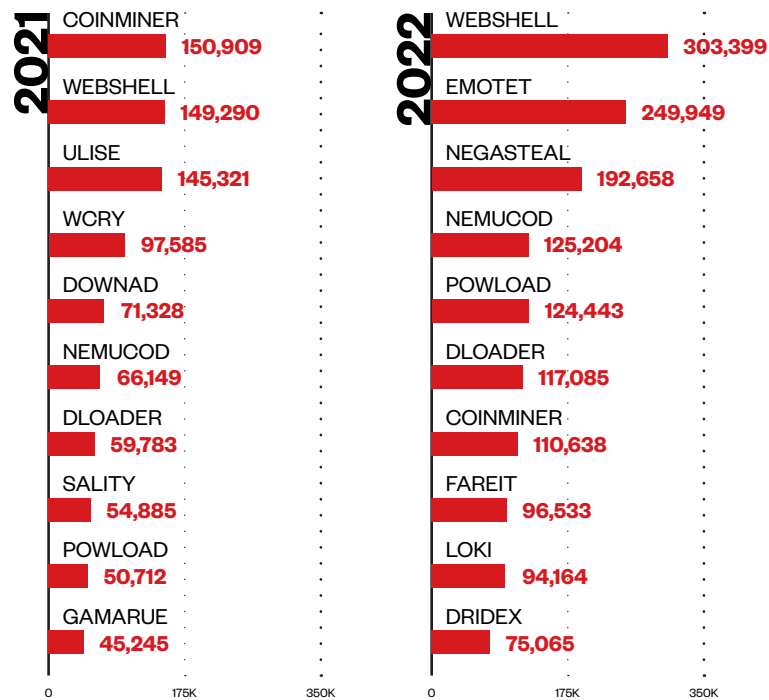 2021
COINMINER
150,909
WEBSHELL
149,290
ULISE
145,321
WCRY
97,585
DOWNAD
71,328
NEMUCOD
66,149
DLOADER
59,783
SALITY
54,885
POWLOAD
50,712
GAMARUE
45,245
0 175K 350K
2022
WEBSHELL
303,399
EMOTET
249,949
NEGASTEAL
192,658
NEMUCOD
125,204
POWLOAD
124,443
DLOADER
117,085
COINMINER
110,638
FAREIT
96,533
LOKI
94,164
DRIDEX
75,065
0 175K 350K